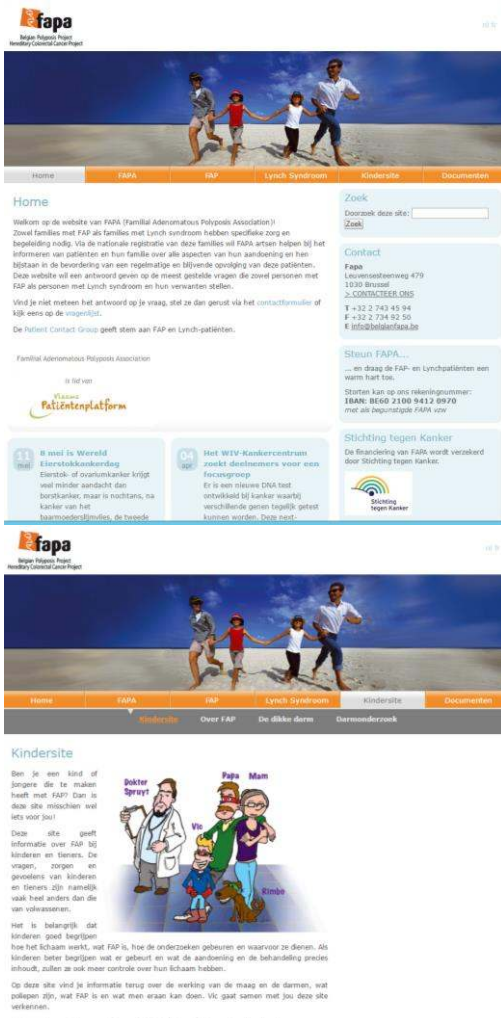 fapa
Belgian Polyposis Project
Hereditary Colorectal Cancer Project
Home FAPA FAP Lynch Syndroom Kindersite Documenten
Home
Welkom op de website van FAPA (Familial Adenomatous Polyposis Association)!
Zowel families met FAP als families met Lynch syndroom hebben specifieke zorg en
begeleiding nodig. Via de nationale registratie van deze families wil FAPA artsen helpen bij het
informeren van patiënten en hun familie over alle aspecten van hun aandoening en hen
bijstaan in de bevordering van een regelmatige en blijvende opvolging van deze patiënten.
Deze website wil een antwoord geven op de meest gestelde vragen die zowel personen met
FAP als personen met Lynch syndroom en hun verwanten stellen.
Vind je niet meteen het antwoord op je vraag, stel ze dan gerust via het contactformulier of
kijk eens op de vragenlijst.
De Patient Contact Group geeft stem aan FAP en Lynch-patiënten.
Familial Adenomatous Polyposis Association
is lid van
Vlaams
Patiëntenplatform
11
mei
8 mei is Wereld
Eierstokkankerdag
Eierstok- of ovariumkanker krijgt
veel minder aandacht dan
borstkanker, maar is nochtans, na
kanker van het
baarmoederslijmvlies, de tweede
04
apr
Het WIV-Kankercentrum
zoekt deelnemers voor een
focusgroep
Er is een nieuwe DNA test
ontwikkeld bij kanker waarbij
verschillende genen tegelijk getest
kunnen worden. Deze next-
Zoek
Doorzoek deze site:
Zoek
Contact
Fapa
Leuvensesteenweg 479
1030 Brussel
> CONTACTEER ONS
T +32 2 743 45 94
F +32 2 734 92 50
E info@belgianfapa.be
Steun FAPA...
... en draag de FAP- en Lynchpatiënten een
warm hart toe.
Storten kan op ons rekeningnummer:
IBAN: BE60 2100 9412 0970
met als begunstigde FAPA vzw
Stichting tegen Kanker
De financiering van FAPA wordt verzekerd
door Stichting tegen Kanker.
Stichting
tegen Kanker
fapa
Belgian Polyposis Project
Hereditary Colorectal Cancer Project
Home FAPA FAP Lynch Syndroom Kindersite Documenten
Kindersite Over FAP De dikke darm Darmonderzoek
Kindersite
Ben je een kind of
jongere die te maken
heeft met FAP? Dan is
deze site misschien wel
iets voor jou!
Deze site geeft
informatie over FAP bij
kinderen en tieners. De
vragen, zorgen en
gevoelens van kinderen
en tieners zijn namelijk
vaak heel anders dan die
van volwassenen.
Dokter
Spruyt
Papa Mam
Vic
Rimbe
Het is belangrijk dat
kinderen goed begrijpen
hoe het lichaam werkt, wat FAP is, hoe de onderzoeken gebeuren en waarvoor ze dienen. Als
kinderen beter begrijpen wat er gebeurt en wat de aandoening en de behandeling precies
inhoudt, zullen ze ook meer controle over hun lichaam hebben.
Op deze site vind je informatie terug over de werking van de maag en de darmen, wat
poliepen zijn, wat FAP is en wat men eraan kan doen. Vic gaat samen met jou deze site
verkennen.